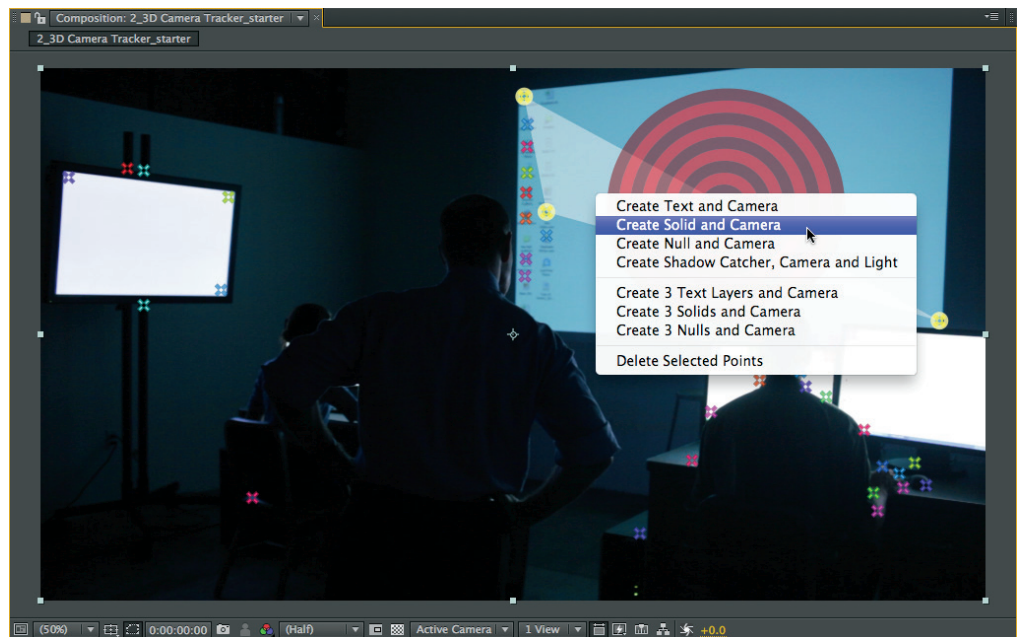 Composition: 2_3D Camera Tracker_starter
2_3D Camera Tracker_starter
Create Text and Camera
Create Solid and Camera
Create Null and Camera
Create Shadow Catcher, Camera and Light
Create 3 Text Layers and Camera
Create 3 Solids and Camera
Create 3 Nulls and Camera
Delete Selected Points
(50%) 0:00:00:00 (Half) Active Camera 1 View +0.0